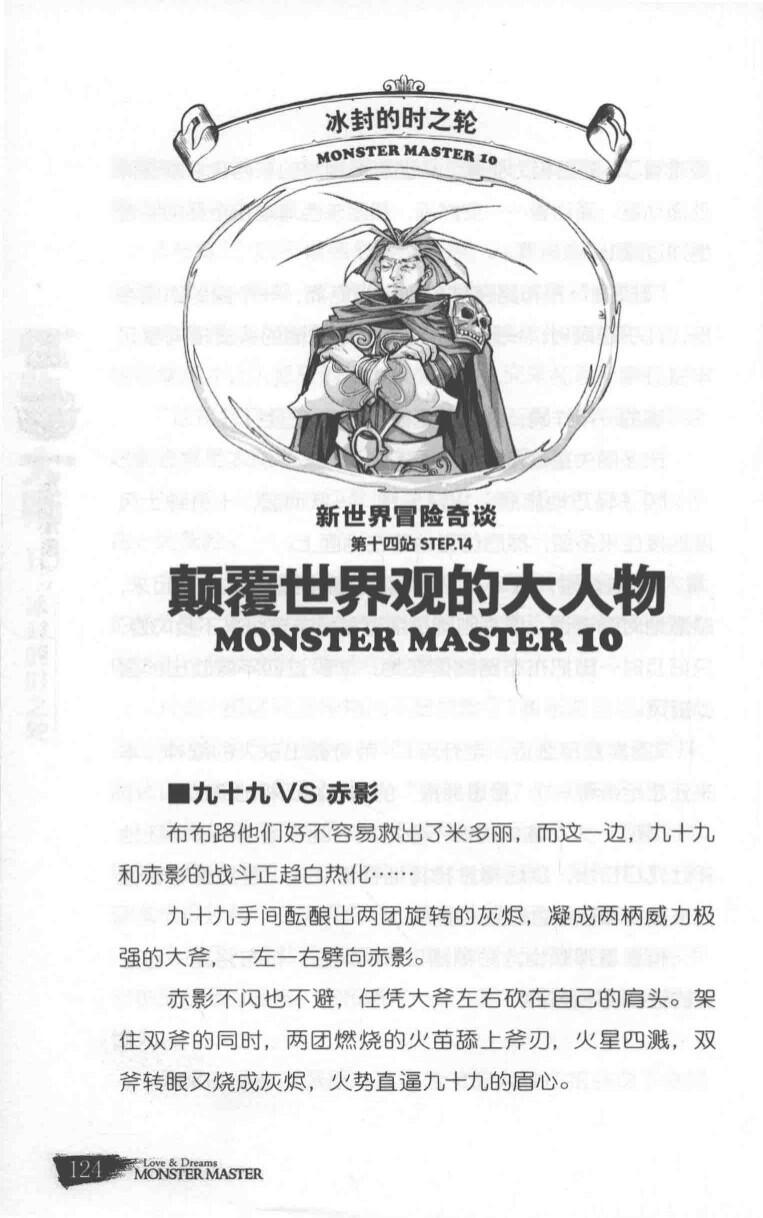 冰封的时之轮
MONSTER MASTER 10
新世界冒险奇谈
第十四站 STEP.14
颠覆世界观的大人物
MONSTER MASTER 10
■九十九VS 赤影
布布路他们好不容易救出了米多丽，而这一边，九十九
和赤影的战斗正趋白热化……
九十九手间酝酿出两团旋转的灰烬，凝成两柄威力极
强的大斧，一左一右劈向赤影。
赤影不闪也不避，任凭大斧左右砍在自己的肩头。架
住双斧的同时，两团燃烧的火苗舔上斧刃，火星四溅，双
斧转眼又烧成灰烬，火势直逼九十九的眉心。
124
Love & Dreams
MONSTER MASTER